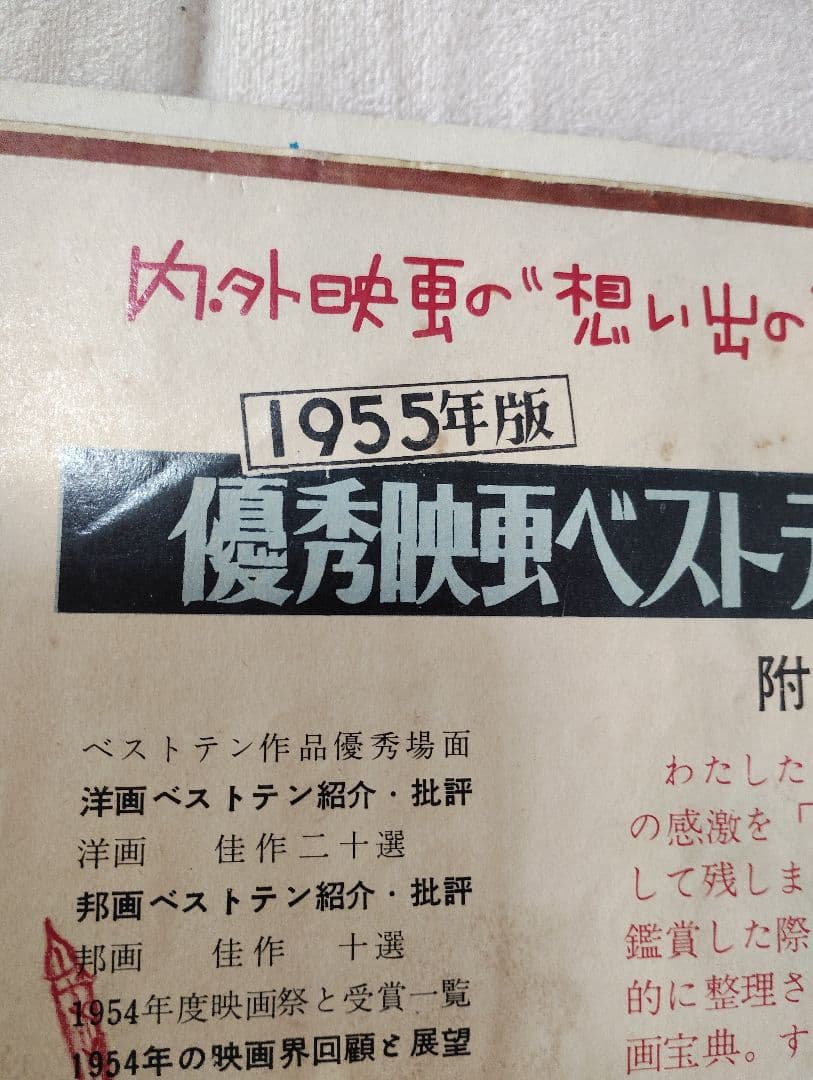 内・外映画の"想い出の
1955年版
優秀映画ベストテ
附
ベストテン作品優秀場面
洋画ベストテン紹介・批評
洋画 佳作二十選
邦画ベストテン紹介・批評
邦画 佳作 十選
1954年度映画祭と受賞一覧
1954年の映画界回顧と展望
わたした
の感激を「
して残しま
鑑賞した際
的に整理さ
画宝典。す